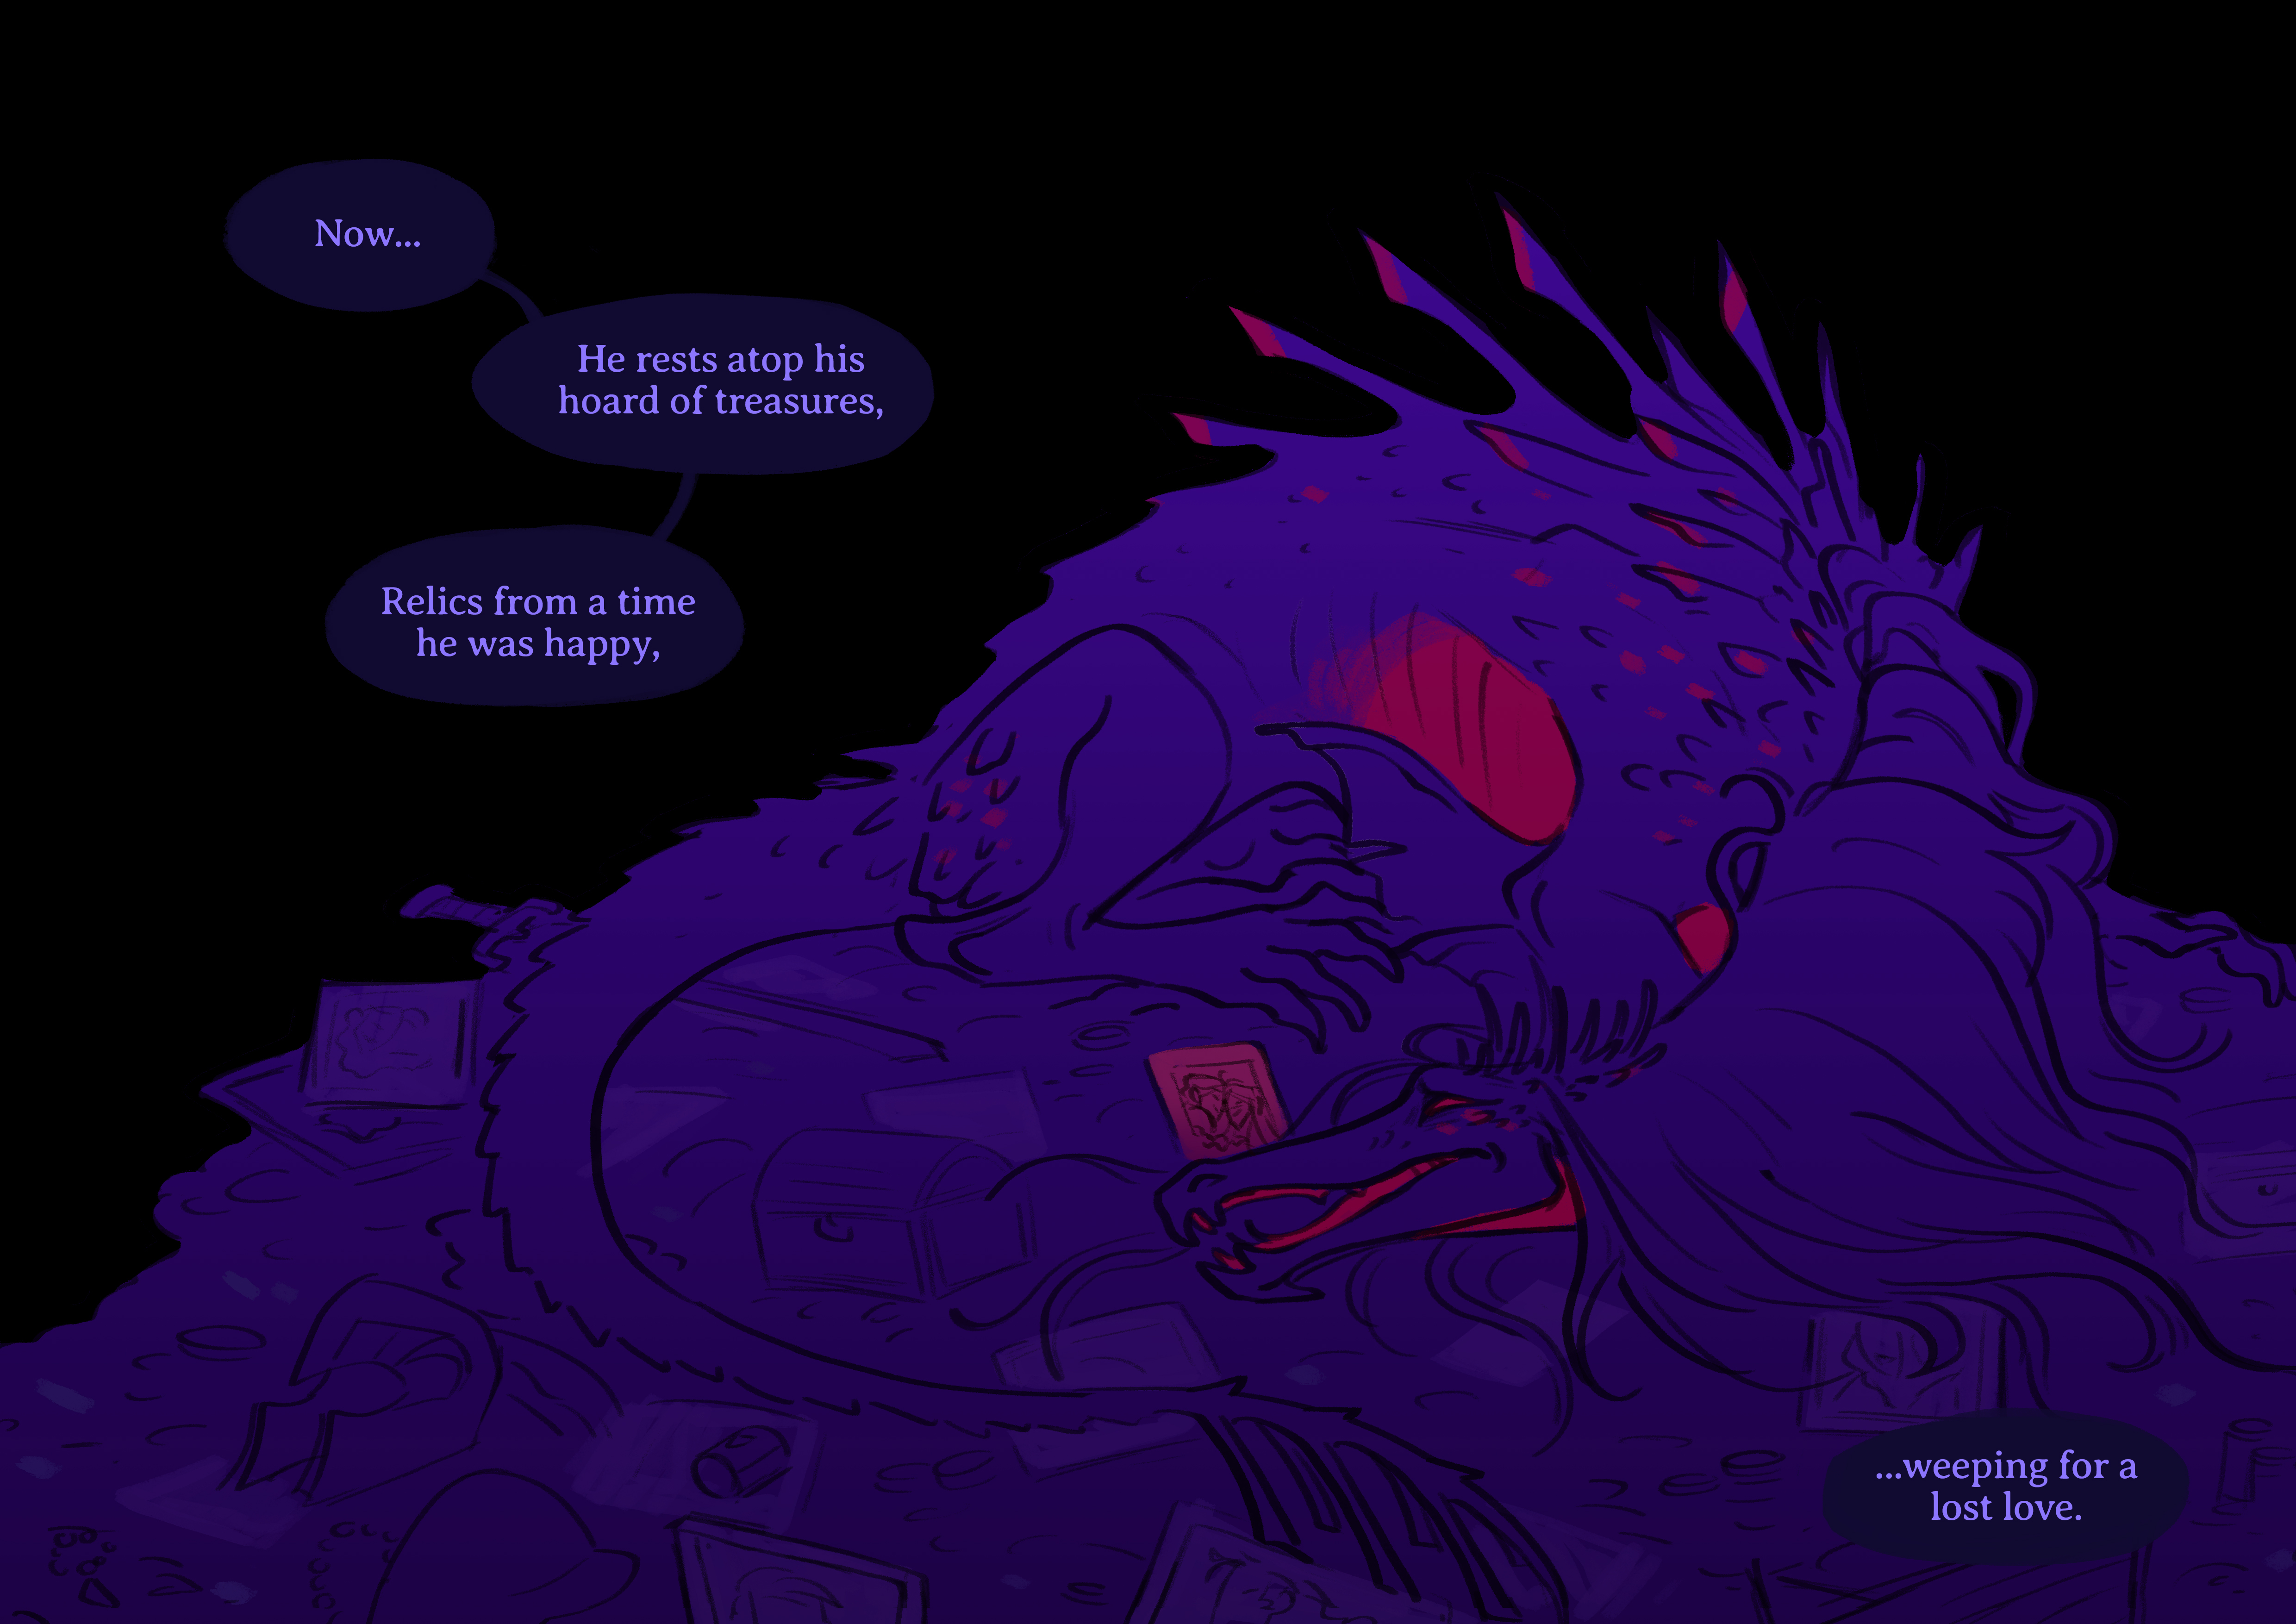 Now...
He rests atop his
hoard of treasures,
Relics from a time
he was happy,
...weeping for a
lost love.